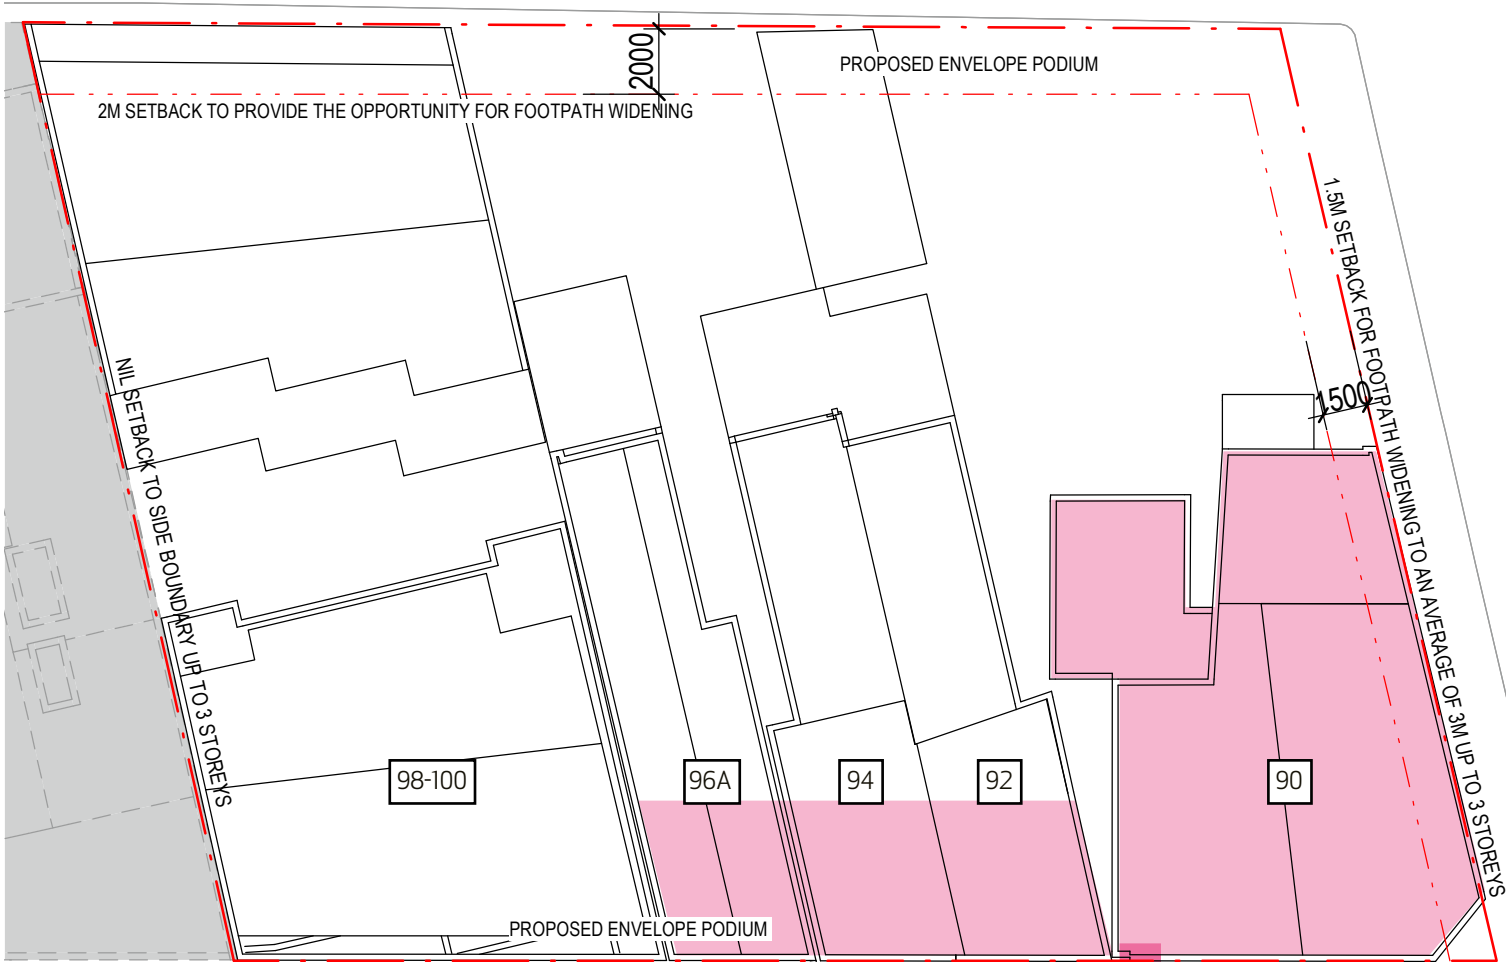 2000
PROPOSED ENVELOPE PODIUM
2M SETBACK TO PROVIDE THE OPPORTUNITY FOR FOOTPATH WIDENING
1.5M SETBACK FOR FOOTPATH WIDENING TO AN AVERAGE OF 3M UP TO 3 STOREYS
1500
NIL SETBACK TO SIDE BOUNDARY UP TO 3 STOREYS
98-100
96A
94
92
90
PROPOSED ENVELOPE PODIUM